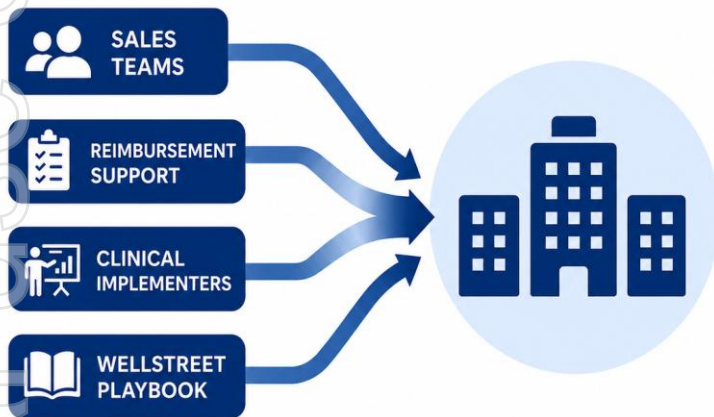 SALES
TEAMS
REIMBURSEMENT
SUPPORT
CLINICAL
IMPLEMENTERS
WELLSTREET
PLAYBOOK